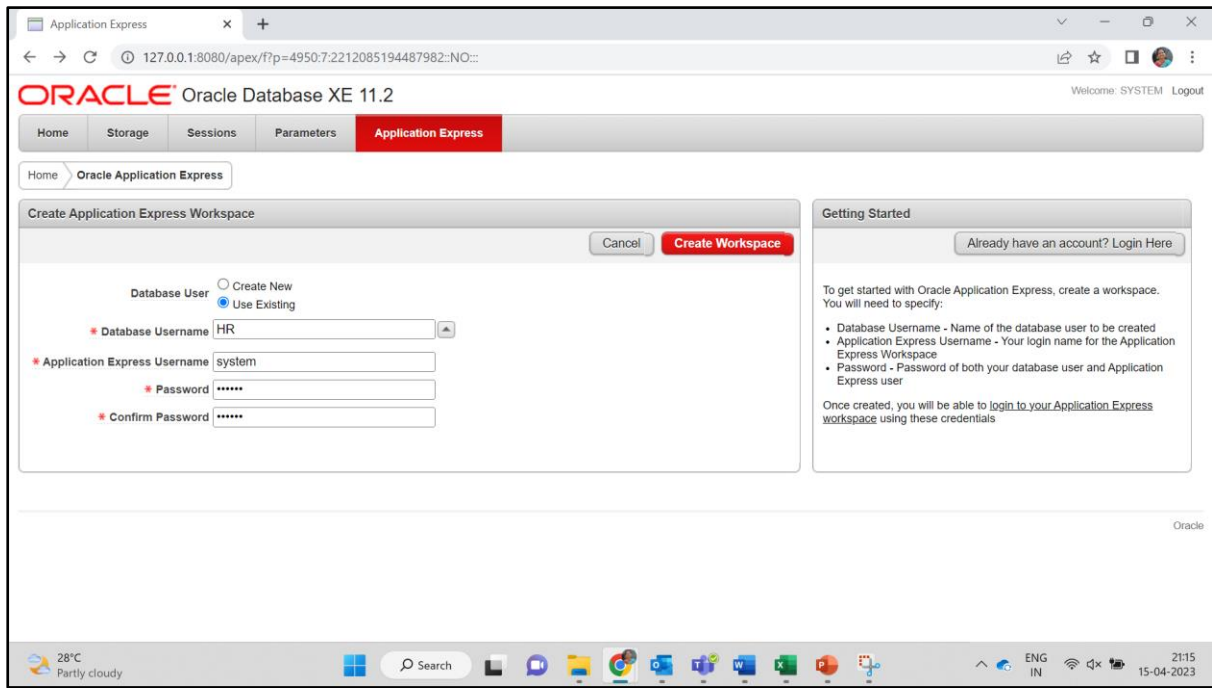 Application Express
127.0.0.1:8080/apex/f?p=4950:7:2212085194487982::NO:::
ORACLE Oracle Database XE 11.2
Welcome: SYSTEM Logout
Home Storage Sessions Parameters Application Express
Home Oracle Application Express
Create Application Express Workspace
Cancel Create Workspace
Database User
Create New
Use Existing
* Database Username HR
* Application Express Username system
* Password ••••••
* Confirm Password ••••••
Getting Started
Already have an account? Login Here
To get started with Oracle Application Express, create a workspace.
You will need to specify:
• Database Username - Name of the database user to be created
• Application Express Username - Your login name for the Application
Express Workspace
• Password - Password of both your database user and Application
Express user
Once created, you will be able to login to your Application Express
workspace using these credentials
Oracle
28°C
Partly cloudy
Search
ENG
IN
21:15
15-04-2023